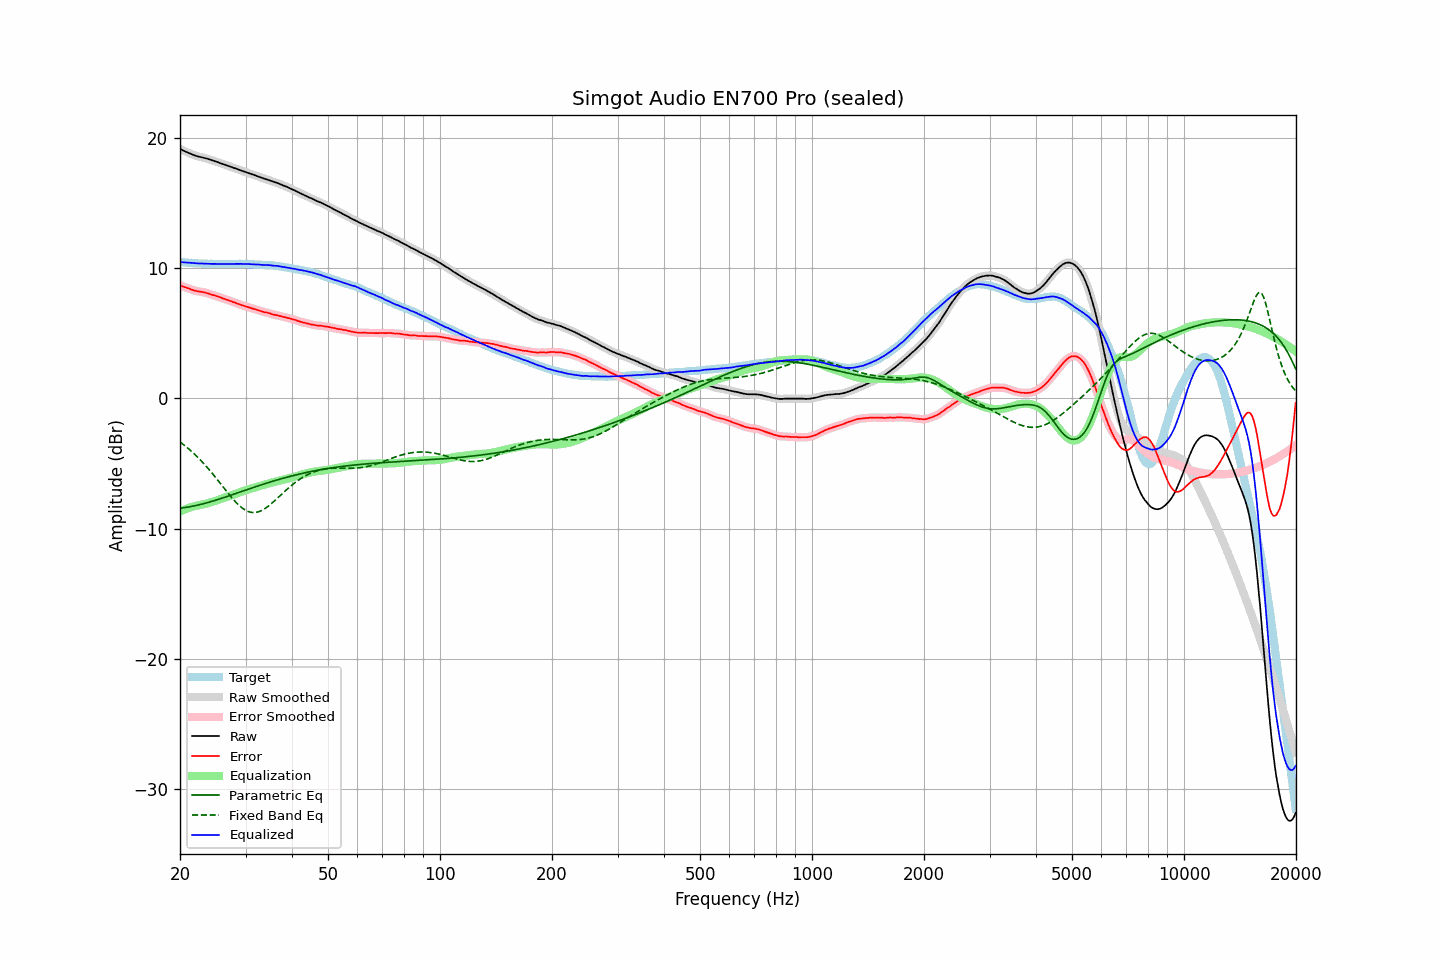 Simgot Audio EN700 Pro (sealed)
20
10
0
−10
−20
−30
Amplitude (dBr)
Target
Raw Smoothed
Error Smoothed
Raw
Error
Equalization
Parametric Eq
Fixed Band Eq
Equalized
20 50 100 200 500 1000 2000 5000 10000 20000
Frequency (Hz)